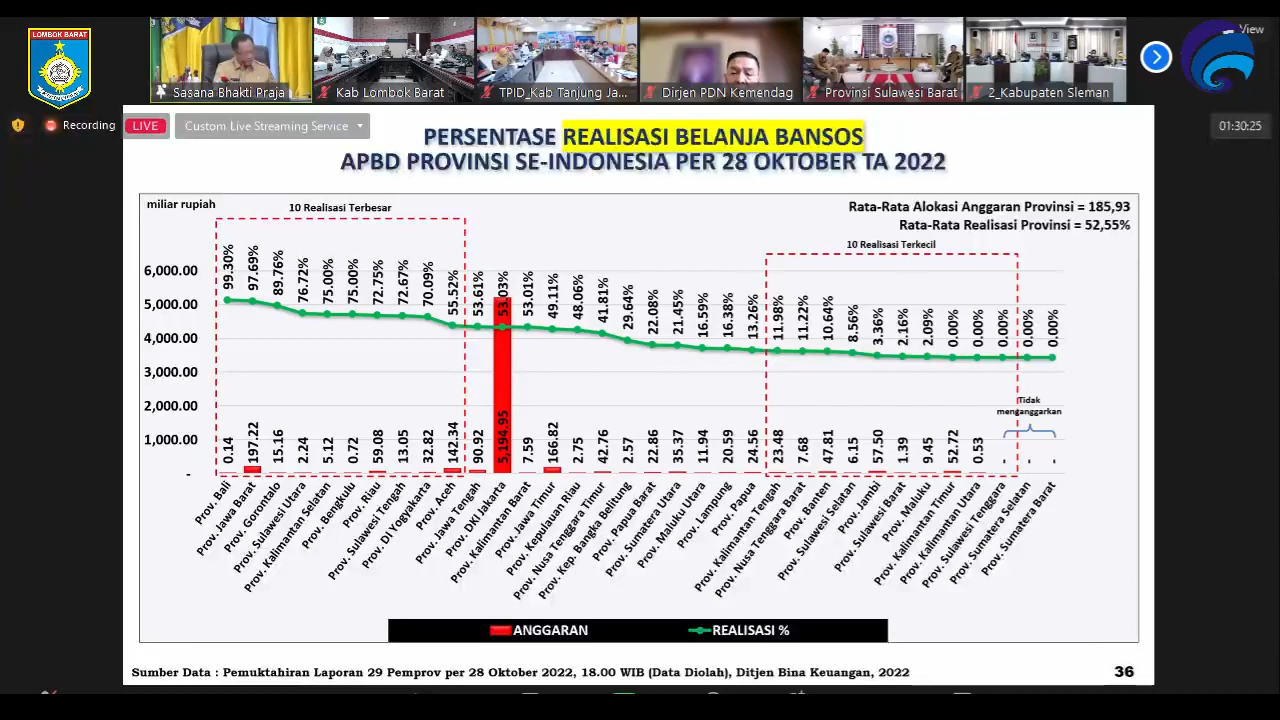 LOMBOK BARAT
View
Sasana Bhakti Praja
Kab Lombok Barat
TPID_Kab Tanjung Ja...
Dirjen PDN Kemendag
Provinsi Sulawesi Barat
2_Kabupaten Sleman
Recording
LIVE
Custom Live Streaming Service
01:30:25
PERSENTASE REALISASI BELANJA BANSOS
APBD PROVINSI SE-INDONESIA PER 28 OKTOBER TA 2022
miliar rupiah
10 Realisasi Terbesar
Rata-Rata Alokasi Anggaran Provinsi = 185,93
Rata-Rata Realisasi Provinsi = 52,55%
10 Realisasi Terkecil
6,000.00
5,000.00
4,000.00
3,000.00
2,000.00
1,000.00
-
99.30%
97.69%
89.76%
76.72%
75.00%
75.00%
72.75%
72.67%
70.09%
55.52%
53.61%
53.03%
53.01%
49.11%
48.06%
41.81%
29.64%
22.08%
21.45%
16.59%
16.38%
13.26%
11.98%
11.22%
10.64%
8.56%
3.36%
2.16%
2.09%
0.00%
0.00%
0.00%
0.00%
0.00%
Tidak
menganggarkan
0.14
197.22
15.16
2.24
5.12
0.72
59.08
13.05
32.82
142.34
90.92
5,194.95
7.59
166.82
2.75
42.76
2.57
22.86
35.37
11.94
20.59
24.56
23.48
7.68
47.81
6.15
57.50
1.39
9.45
52.72
0.53
-
-
-
Prov. Bali
Prov. Jawa Barat
Prov. Gorontalo
Prov. Sulawesi Utara
Prov. Kalimantan Selatan
Prov. Bengkulu
Prov. Riau
Prov. Sulawesi Tengah
Prov. DI Yogyakarta
Prov. Aceh
Prov. Jawa Tengah
Prov. DKI Jakarta
Prov. Kalimantan Barat
Prov. Jawa Timur
Prov. Kepulauan Riau
Prov. Nusa Tenggara Timur
Prov. Kep. Bangka Belitung
Prov. Papua Barat
Prov. Sumatera Utara
Prov. Maluku Utara
Prov. Lampung
Prov. Papua
Prov. Kalimantan Tengah
Prov. Nusa Tenggara Barat
Prov. Banten
Prov. Sulawesi Selatan
Prov. Jambi
Prov. Sulawesi Barat
Prov. Maluku
Prov. Kalimantan Timur
Prov. Kalimantan Utara
Prov. Sulawesi Tenggara
Prov. Sumatera Selatan
Prov. Sumatera Barat
ANGGARAN
REALISASI %
Sumber Data : Pemuktahiran Laporan 29 Pemprov per 28 Oktober 2022, 18.00 WIB (Data Diolah), Ditjen Bina Keuangan, 2022
36